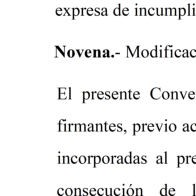 expresa de incumpli
Novena.- Modificac
El presente Conve
firmantes, previo ac
incorporadas al pre
consecución de l